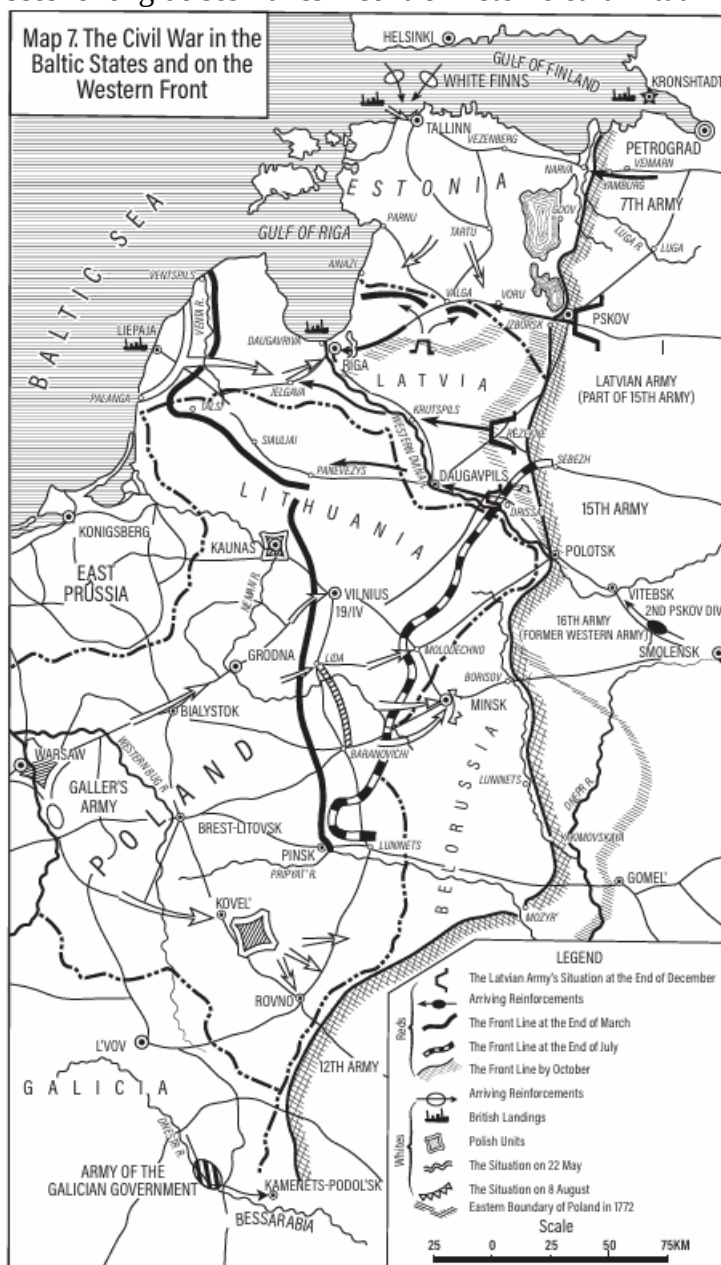 Map 7. The Civil War in the
Baltic States and on the
Western Front
HELSINKI
GULF OF FINLAND
WHITE FINNS
KRONSHTADT
TALLINN
VEZENBERG
PETROGRAD
NARVA
VEIMARN
YAMBURG
ESTONIA
7TH ARMY
GDOV
PARNU
TARTU
LUGA R.
LUGA
BALTIC SEA
GULF OF RIGA
AINAZI
VENTSPILS
VALGA
VORU
PSKOV
IZBORSK
VENTA R.
LIEPAJA
DAUGAVRIVA
RIGA
LATVIA
LATVIAN ARMY
(PART OF 15TH ARMY)
JELGAVA
PALANGA
KRUTSPILS
REZEKNE
SIAULIAI
WESTERN DVINA R.
PANEVEZYS
DAUGAVPILS
SEBEZH
LITHUANIA
DRISSA
15TH ARMY
KONIGSBERG
KAUNAS
POLOTSK
EAST
PRUSSIA
NEMAN R.
VILNIUS
19/IV
VITEBSK
2ND PSKOV DIV
16TH ARMY
(FORMER WESTERN ARMY)
SMOLENSK
GRODNA
LIDA
MOLODECHNO
BORISOV
BIALYSTOK
MINSK
WARSAW
WESTERN BUG R.
BARANOVICHI
GALLER'S
ARMY
POLAND
BELORUSSIA
LUNINETS
DNEPR R.
BREST-LITOVSK
PINSK
LUNINETS
YAKIMOVSKAYA
PRIPYAT' R.
GOMEL'
KOVEL'
MOZYR'
ROVNO
L'VOV
12TH ARMY
GALICIA
DNESTR R.
ARMY OF THE
GALICIAN GOVERNMENT
KAMENETS-PODOL'SK
BESSARABIA
LEGEND
Reds
The Latvian Army's Situation at the End of December
Arriving Reinforcements
The Front Line at the End of March
The Front Line at the End of July
The Front Line by October
Whites
Arriving Reinforcements
British Landings
Polish Units
The Situation on 22 May
The Situation on 8 August
Eastern Boundary of Poland in 1772
Scale
25 0 25 50 75KM